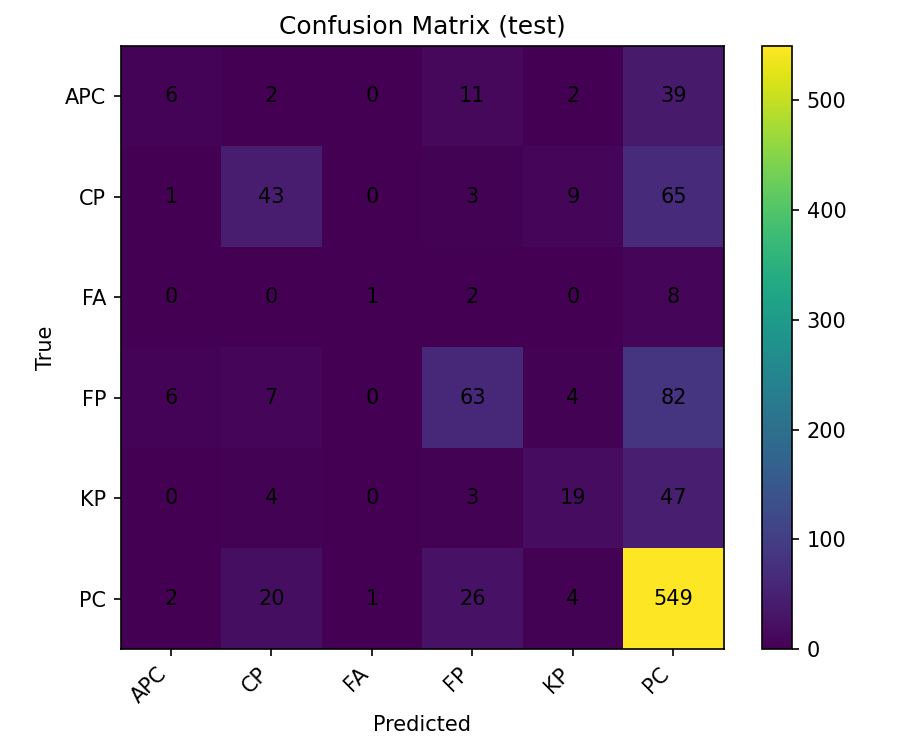 Confusion Matrix (test)
APC 6 2 0 11 2 39
CP 1 43 0 3 9 65
FA 0 0 1 2 0 8
FP 6 7 0 63 4 82
KP 0 4 0 3 19 47
PC 2 20 1 26 4 549
True
APC CP FA FP KP PC
Predicted
500
400
300
200
100
0